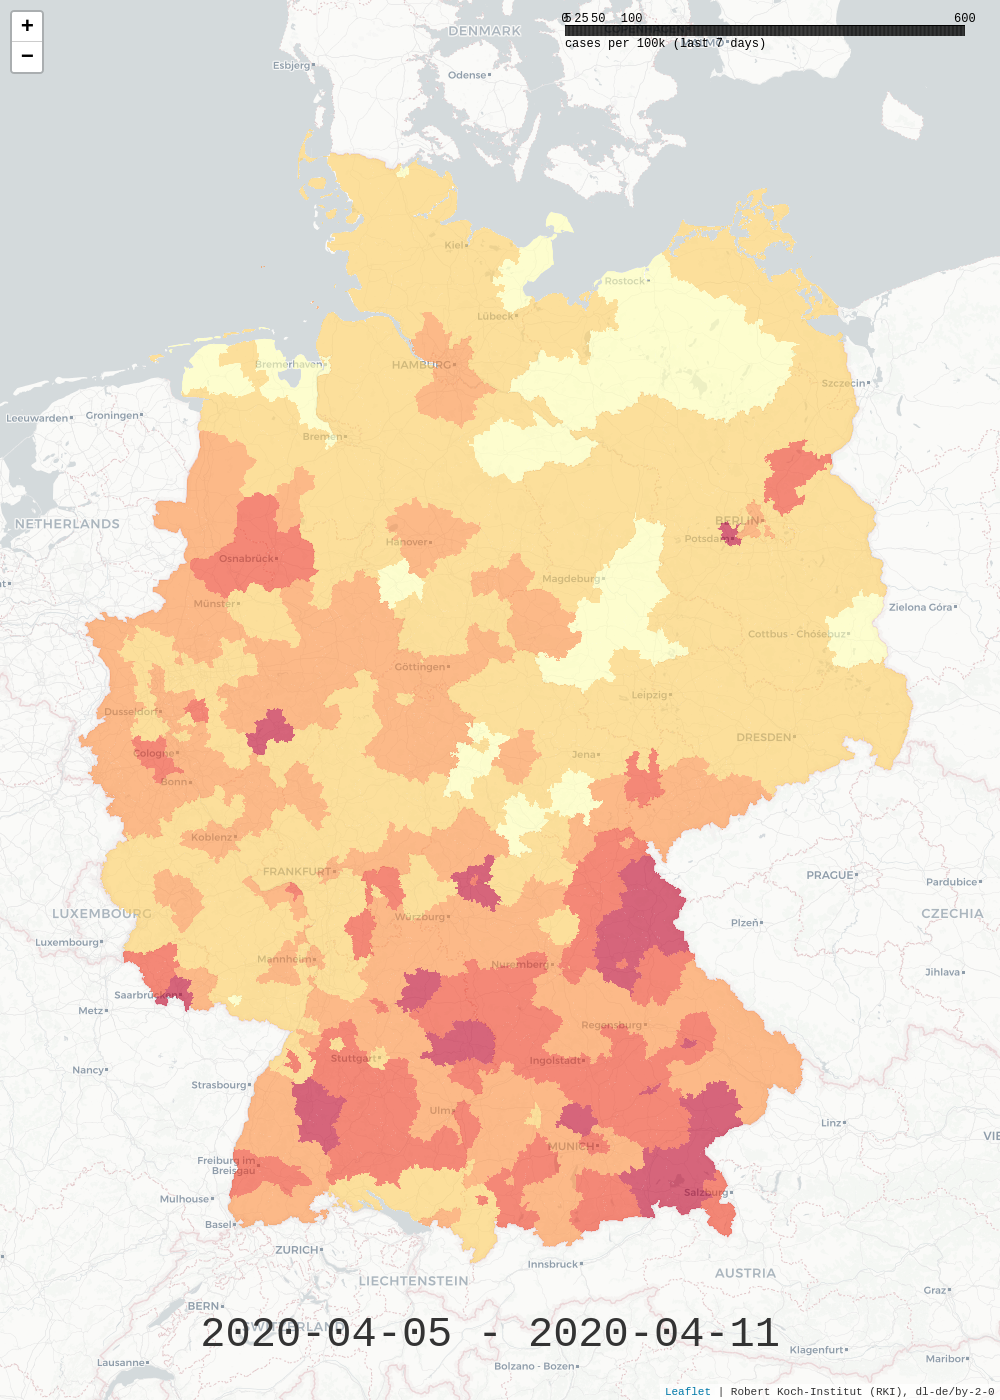 +
−
0 5 25 50 100 600
cases per 100k (last 7 days)
DENMARK
Esbjerg
Odense
Kiel
Rostock
Lübeck
Bremerhaven
HAMBURG
Szczecin
Leeuwarden
Groningen
Bremen
NETHERLANDS
BERLIN
Potsdam
Hanover
Osnabrück
Magdeburg
Münster
Zielona Góra
Cottbus - Chóśebuz
Göttingen
Leipzig
Dusseldorf
DRESDEN
Cologne
Jena
Bonn
Koblenz
FRANKFURT
PRAGUE
Pardubice
LUXEMBOURG
Würzburg
Plzeň
CZECHIA
Luxembourg
Mannheim
Nuremberg
Jihlava
Saarbrücken
Metz
Regensburg
Stuttgart
Ingolstadt
Nancy
Strasbourg
Ulm
Linz
MUNICH
Freiburg im
Breisgau
Mulhouse
Salzburg
Basel
ZURICH
Innsbruck
AUSTRIA
LIECHTENSTEIN
Graz
BERN
SWITZERLAND
2020-04-05 - 2020-04-11
Klagenfurt
Maribor
Lausanne
Bolzano - Bozen
Leaflet | Robert Koch-Institut (RKI), dl-de/by-2-0